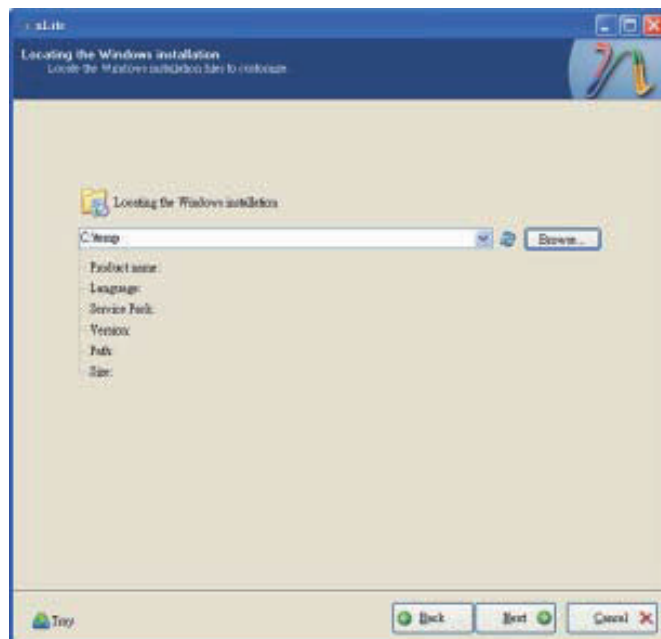 nLite
Locating the Windows installation
Locate the Windows installation files to customize.
Locating the Windows installation
C:\temp
Browse...
Product name:
Language:
Service Pack:
Version:
Path:
Size:
Tray
Back
Next
Cancel